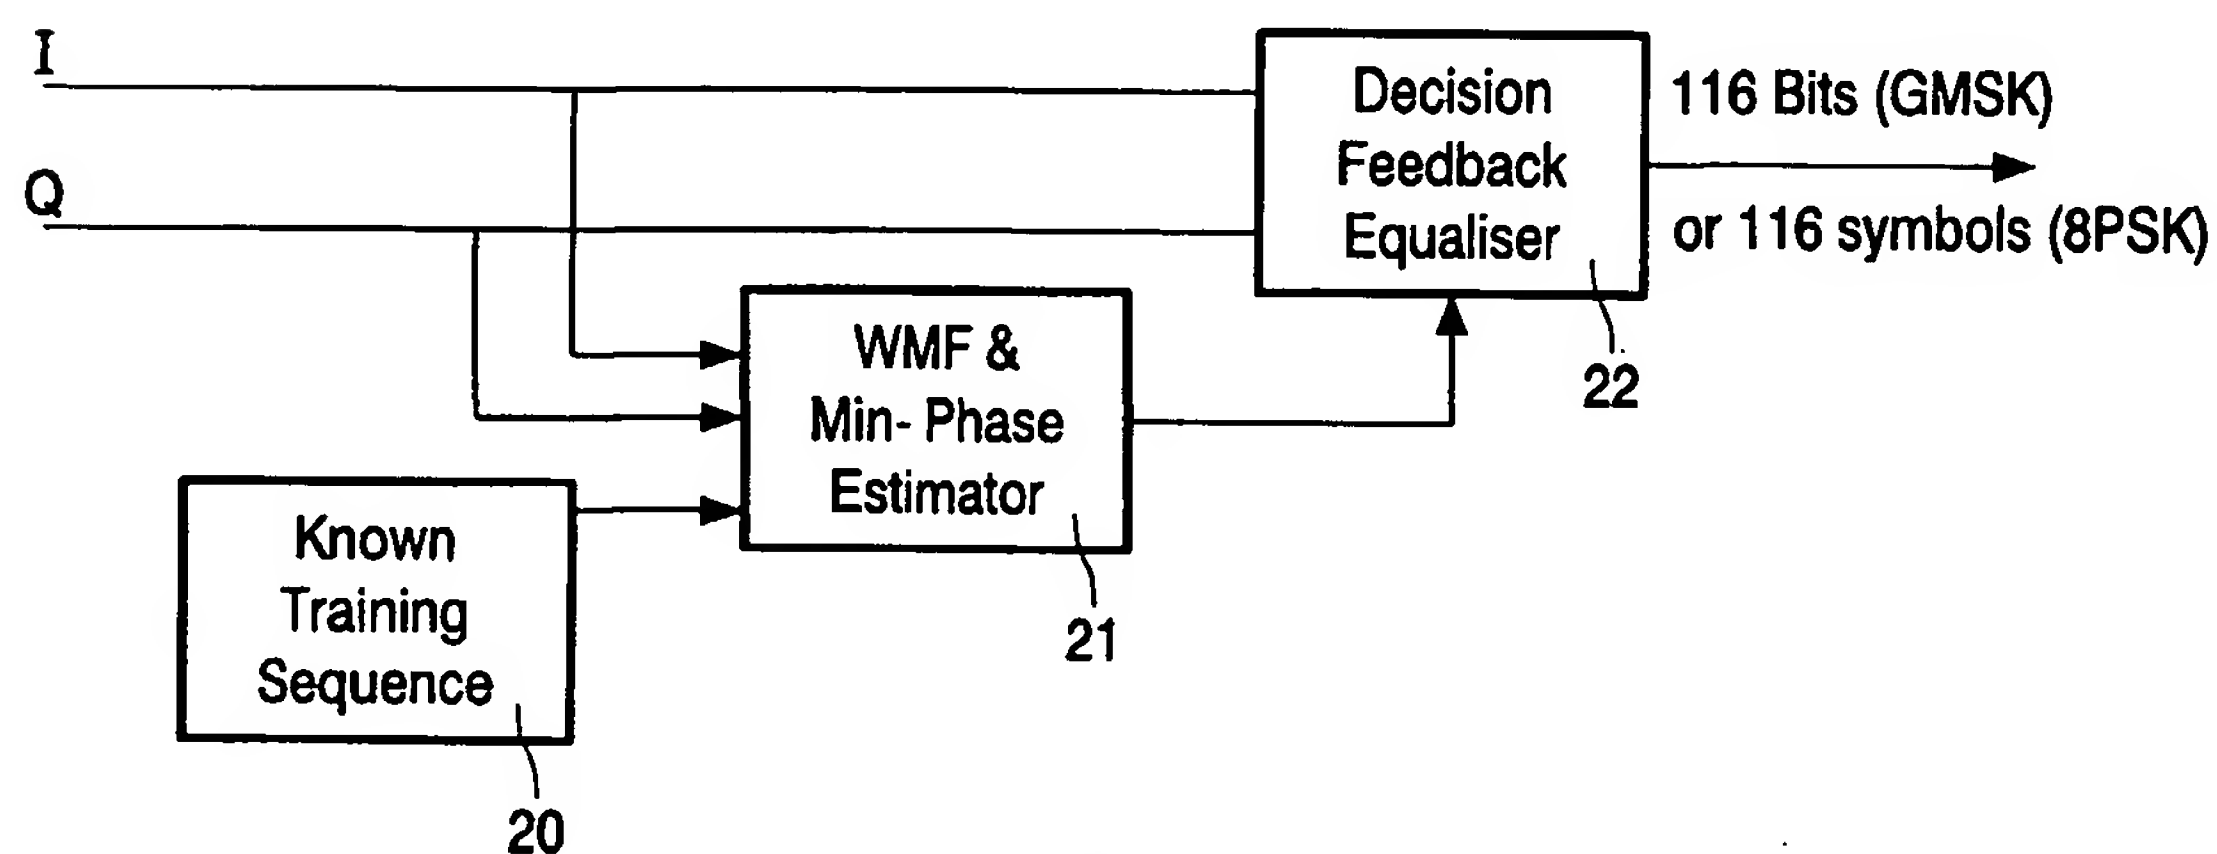 I
Q
Decision
Feedback
Equaliser
22
116 Bits (GMSK)
or 116 symbols (8PSK)
WMF &
Min- Phase
Estimator
21
Known
Training
Sequence
20